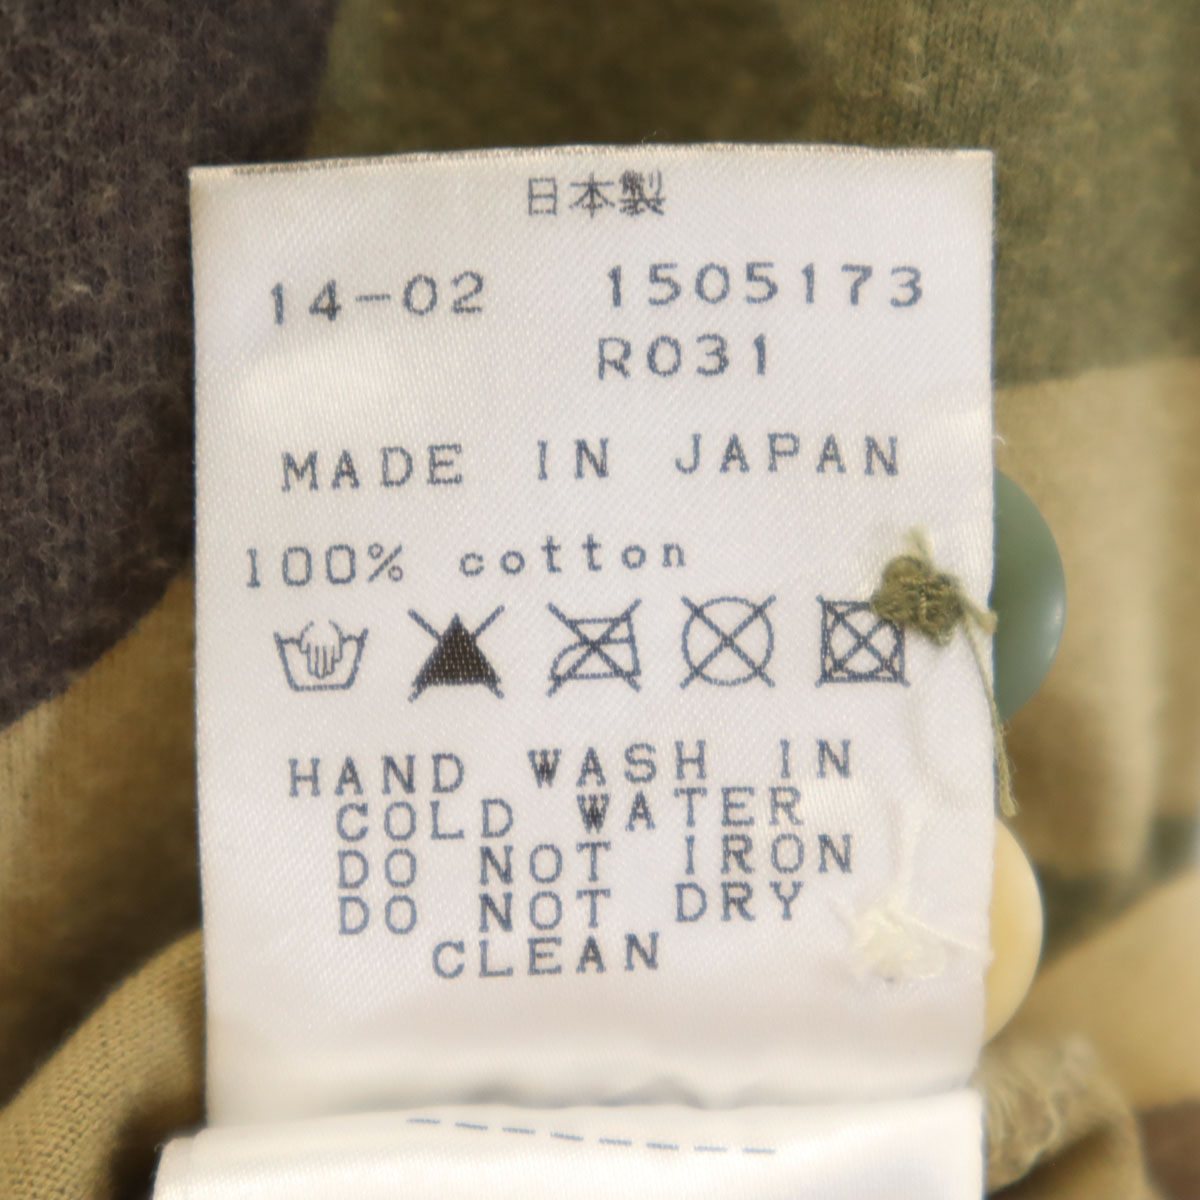 日本製
14-02 1505173
R031
MADE IN JAPAN
100% cotton
HAND WASH IN
COLD WATER
DO NOT IRON
DO NOT DRY
CLEAN